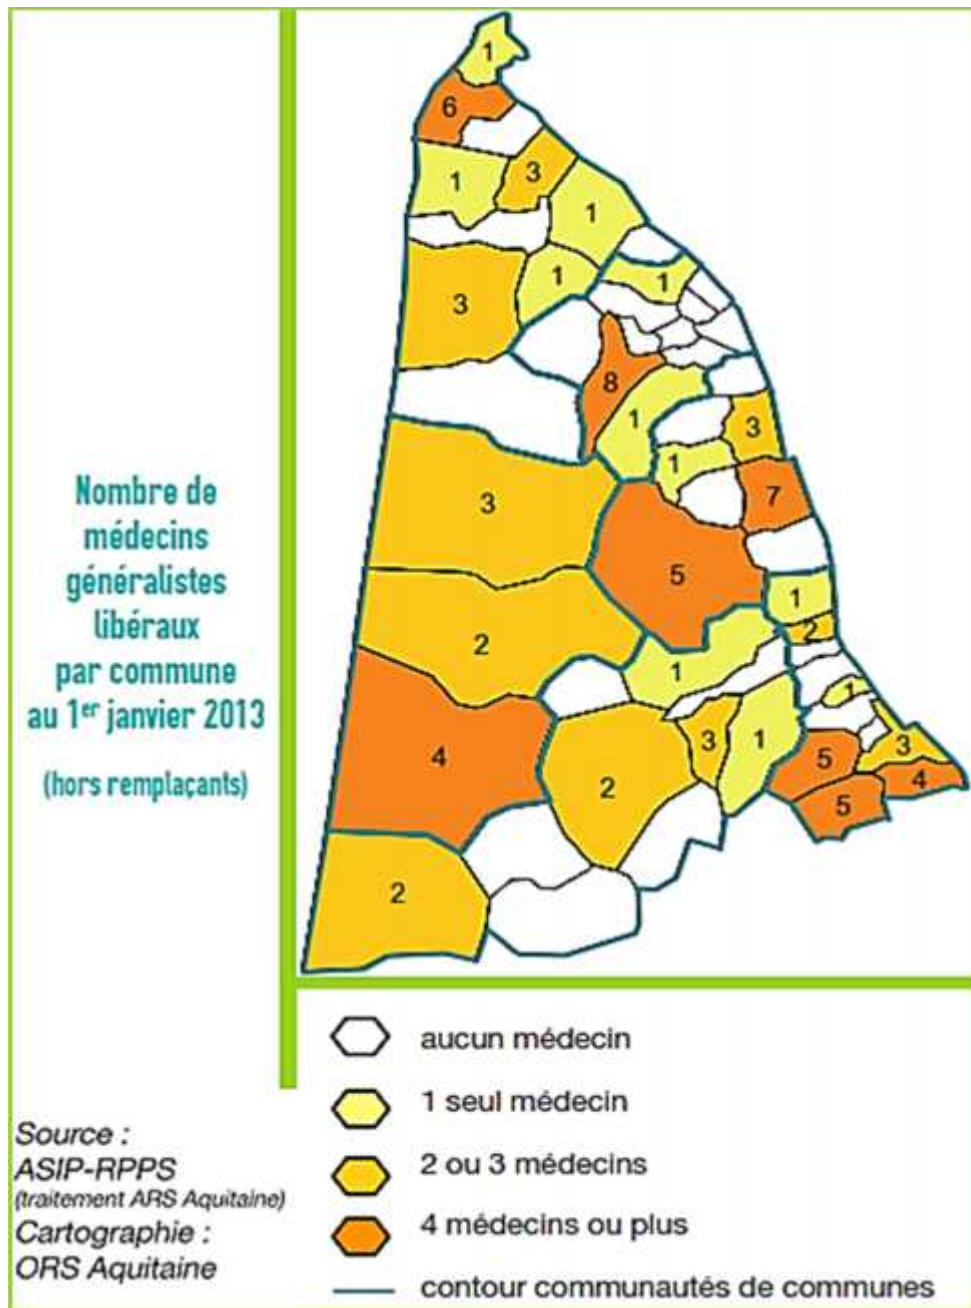 Nombre de
médecins
généralistes
libéraux
par commune
au 1er janvier 2013
(hors remplaçants)
1
6
3
1
1
1
1
3
8
1
3
1
7
3
5
1
2
2
1
1
4
3
1
5
3
2
4
5
2
aucun médecin
1 seul médecin
2 ou 3 médecins
4 médecins ou plus
contour communautés de communes
Source :
ASIP-RPPS
(traitement ARS Aquitaine)
Cartographie :
ORS Aquitaine